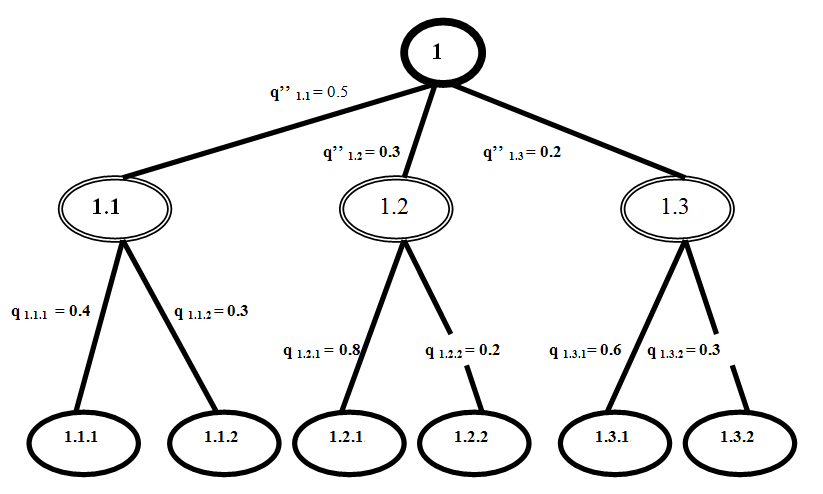 1
q’’ 1.1 = 0.5
q’’ 1.2 = 0.3
q’’ 1.3 = 0.2
1.1
1.2
1.3
q 1.1.1 = 0.4
q 1.1.2 = 0.3
q 1.2.1 = 0.8
q 1.2.2 = 0.2
q 1.3.1 = 0.6
q 1.3.2 = 0.3
1.1.1
1.1.2
1.2.1
1.2.2
1.3.1
1.3.2